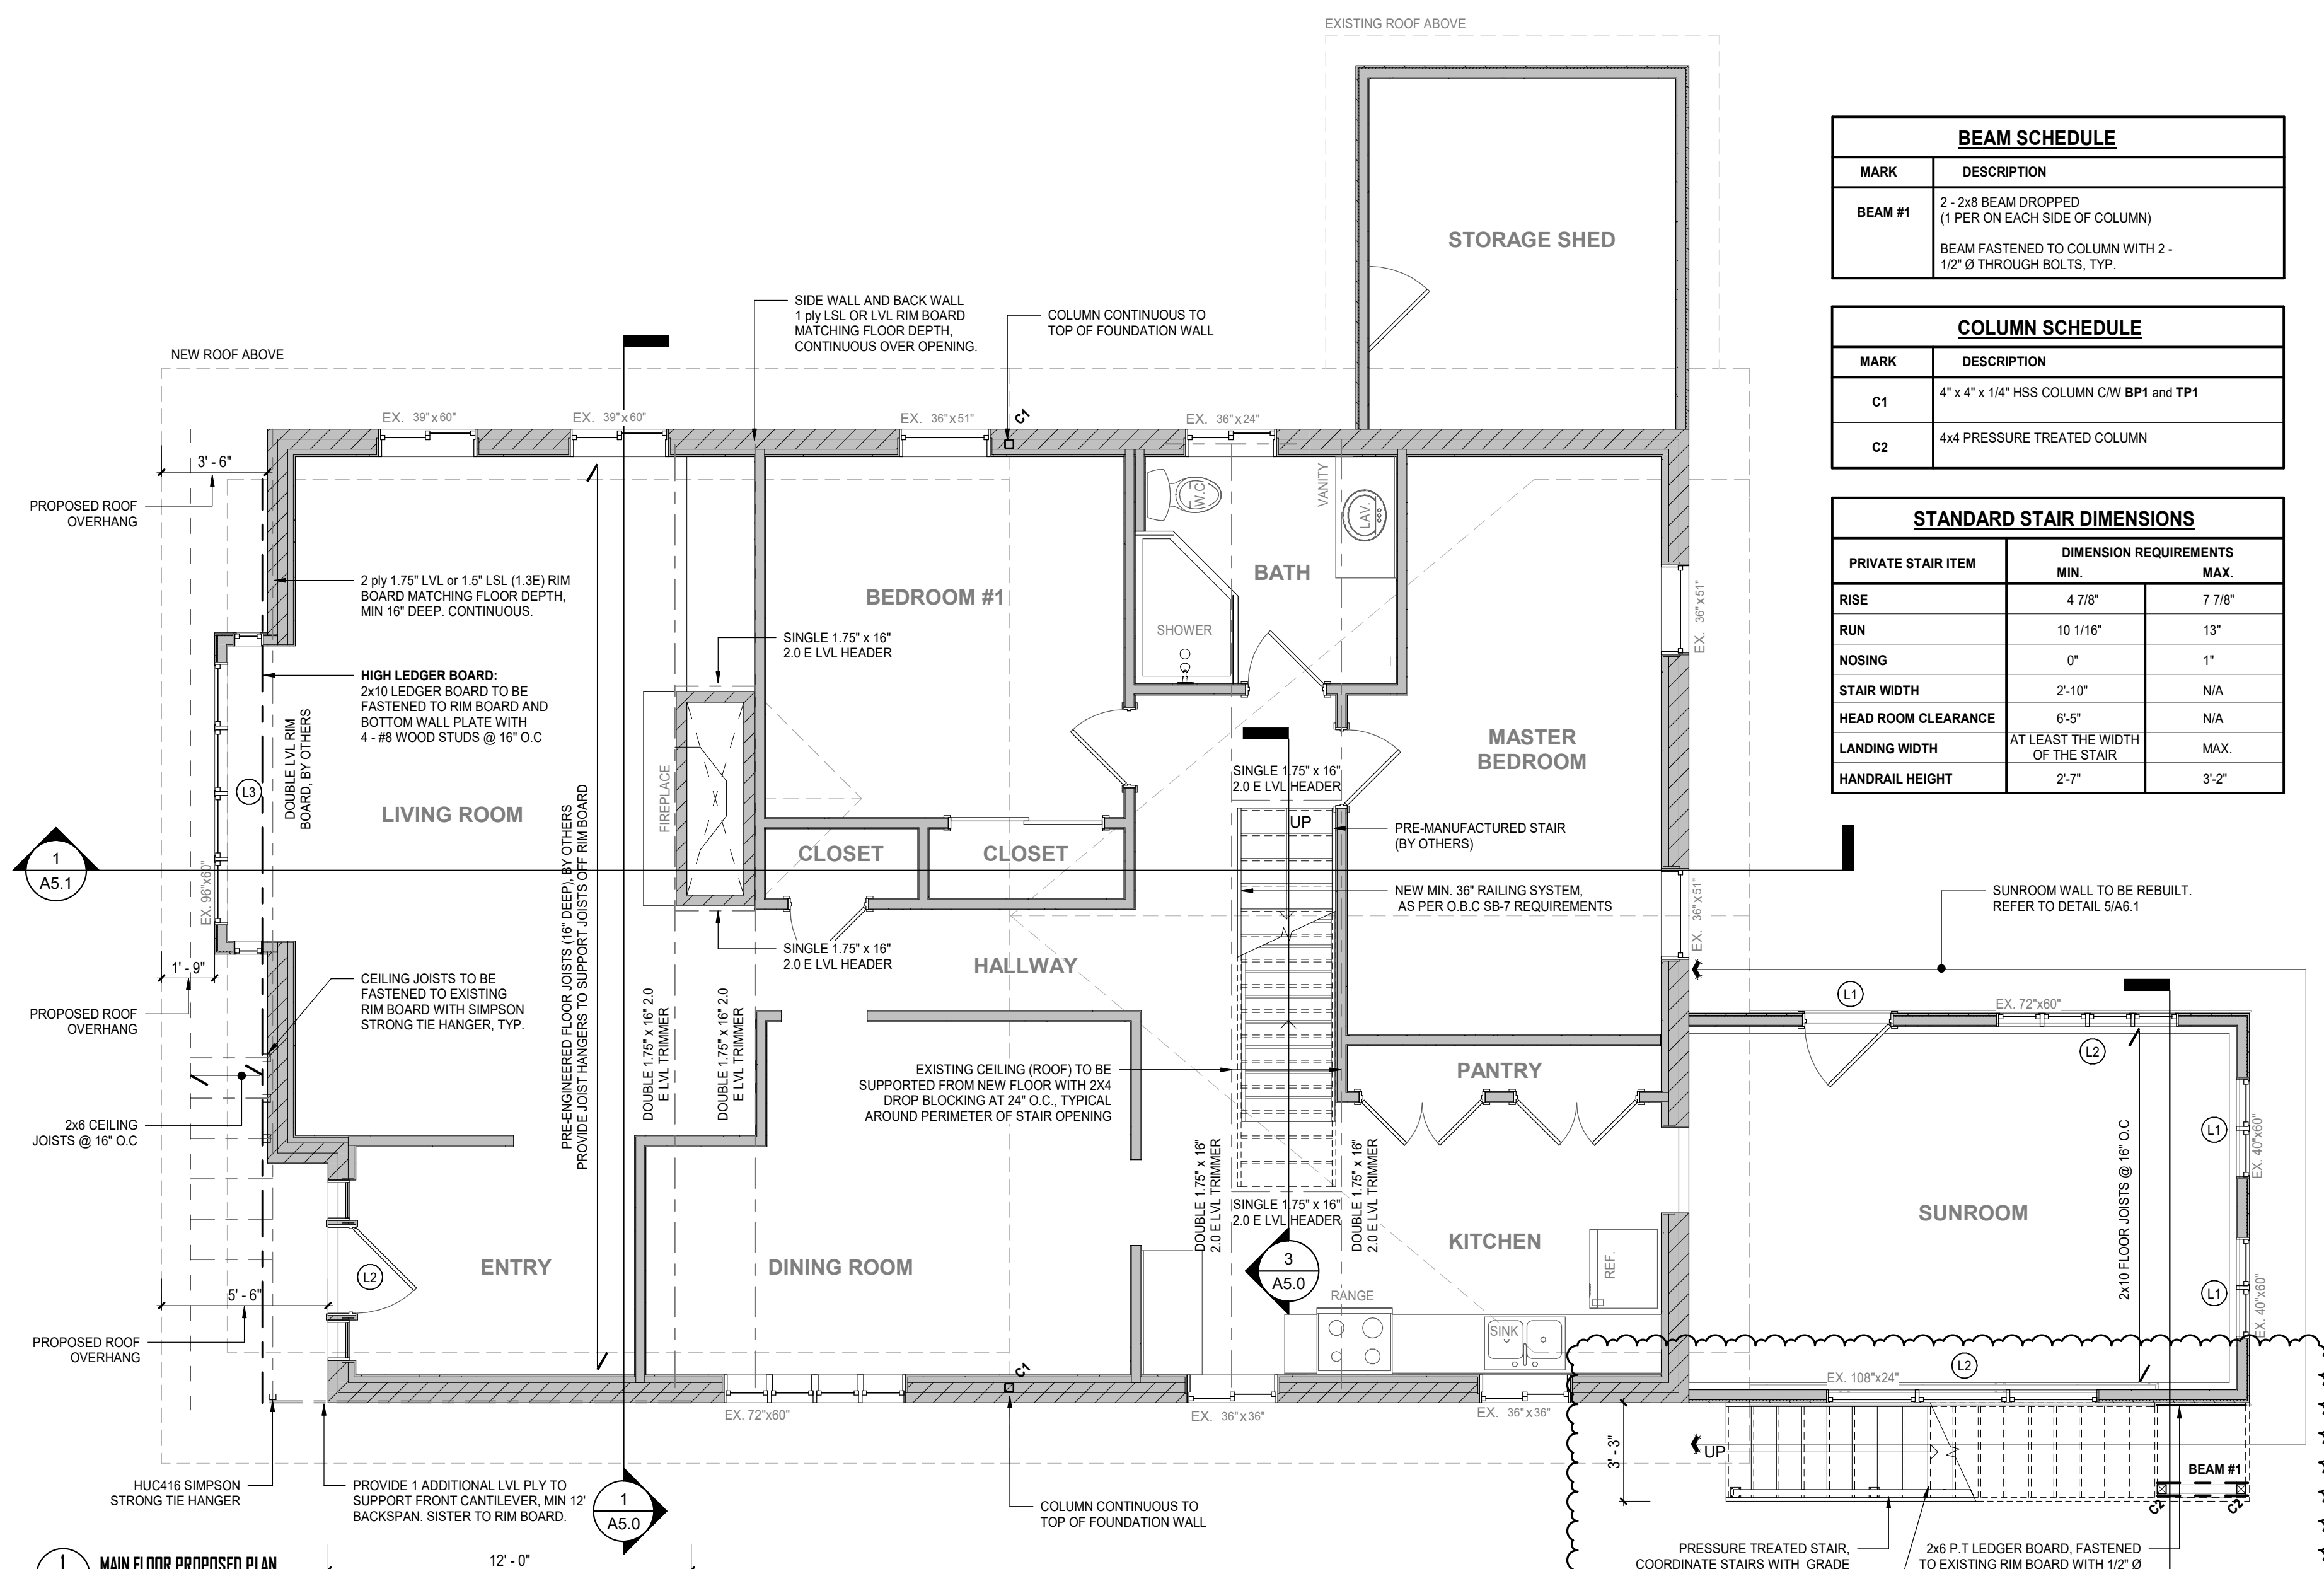 EXISTING ROOF ABOVE
STORAGE SHED
BEAM SCHEDULE
MARK DESCRIPTION
BEAM #1
2 - 2x8 BEAM DROPPED
(1 PER ON EACH SIDE OF COLUMN)
BEAM FASTENED TO COLUMN WITH 2 -
1/2" Ø THROUGH BOLTS, TYP.
COLUMN SCHEDULE
MARK DESCRIPTION
C1 4" x 4" x 1/4" HSS COLUMN C/W BP1 and TP1
C2 4x4 PRESSURE TREATED COLUMN
STANDARD STAIR DIMENSIONS
PRIVATE STAIR ITEM
DIMENSION REQUIREMENTS
MIN. MAX.
RISE 4 7/8" 7 7/8"
RUN 10 1/16" 13"
NOSING 0" 1"
STAIR WIDTH 2'-10" N/A
HEAD ROOM CLEARANCE 6'-5" N/A
LANDING WIDTH
AT LEAST THE WIDTH
OF THE STAIR
MAX.
HANDRAIL HEIGHT 2'-7" 3'-2"
NEW ROOF ABOVE
SIDE WALL AND BACK WALL
1 ply LSL OR LVL RIM BOARD
MATCHING FLOOR DEPTH,
CONTINUOUS OVER OPENING.
COLUMN CONTINUOUS TO
TOP OF FOUNDATION WALL
EX. 39"x60"
EX. 39"x60"
EX. 36"x51"
C1
EX. 36"x24"
3' - 6"
PROPOSED ROOF
OVERHANG
2 ply 1.75" LVL or 1.5" LSL (1.3E) RIM
BOARD MATCHING FLOOR DEPTH,
MIN 16" DEEP. CONTINUOUS.
HIGH LEDGER BOARD:
2x10 LEDGER BOARD TO BE
FASTENED TO RIM BOARD AND
BOTTOM WALL PLATE WITH
4 - #8 WOOD STUDS @ 16" O.C
DOUBLE LVL RIM
BOARD, BY OTHERS
L3
EX. 96"x60"
LIVING ROOM
PRE-ENGINEERED FLOOR JOISTS (16" DEEP), BY OTHERS
PROVIDE JOIST HANGERS TO SUPPORT JOISTS OFF RIM BOARD
FIREPLACE
SINGLE 1.75" x 16"
2.0 E LVL HEADER
BEDROOM #1
W.C.
VANITY
LAV.
BATH
SHOWER
EX. 36"x51"
MASTER
BEDROOM
SINGLE 1.75" x 16"
2.0 E LVL HEADER
UP
PRE-MANUFACTURED STAIR
(BY OTHERS)
CLOSET
CLOSET
1
A5.1
NEW MIN. 36" RAILING SYSTEM,
AS PER O.B.C SB-7 REQUIREMENTS
EX. 36"x51"
SUNROOM WALL TO BE REBUILT.
REFER TO DETAIL 5/A6.1
SINGLE 1.75" x 16"
2.0 E LVL HEADER
HALLWAY
1' - 9"
PROPOSED ROOF
OVERHANG
CEILING JOISTS TO BE
FASTENED TO EXISTING
RIM BOARD WITH SIMPSON
STRONG TIE HANGER, TYP.
DOUBLE 1.75" x 16" 2.0
E LVL TRIMMER
DOUBLE 1.75" x 16" 2.0
E LVL TRIMMER
L1
EX. 72"x60"
L2
EXISTING CEILING (ROOF) TO BE
SUPPORTED FROM NEW FLOOR WITH 2X4
DROP BLOCKING AT 24" O.C., TYPICAL
AROUND PERIMETER OF STAIR OPENING
PANTRY
2x6 CEILING
JOISTS @ 16" O.C
L1
EX. 40"x60"
2x10 FLOOR JOISTS @ 16" O.C
SUNROOM
DOUBLE 1.75" x 16"
2.0 E LVL TRIMMER
SINGLE 1.75" x 16"
2.0 E LVL HEADER
DOUBLE 1.75" x 16"
2.0 E LVL TRIMMER
KITCHEN
REF.
RANGE
SINK
3
A5.0
ENTRY
L2
DINING ROOM
5' - 6"
PROPOSED ROOF
OVERHANG
L1
EX. 40"x60"
L2
EX. 108"x24"
C1
EX. 72"x60"
EX. 36"x36"
EX. 36"x36"
3' - 3"
UP
BEAM #1
C2
C2
HUC416 SIMPSON
STRONG TIE HANGER
PROVIDE 1 ADDITIONAL LVL PLY TO
SUPPORT FRONT CANTILEVER, MIN 12'
BACKSPAN. SISTER TO RIM BOARD.
1
A5.0
COLUMN CONTINUOUS TO
TOP OF FOUNDATION WALL
PRESSURE TREATED STAIR,
COORDINATE STAIRS WITH GRADE
2x6 P.T LEDGER BOARD, FASTENED
TO EXISTING RIM BOARD WITH 1/2" Ø
1
MAIN FLOOR PROPOSED PLAN
12' - 0"